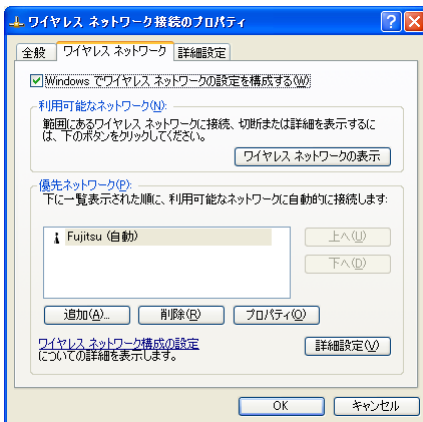 ワイヤレス ネットワーク接続のプロパティ
全般 ワイヤレス ネットワーク 詳細設定
Windows でワイヤレス ネットワークの設定を構成する(W)
利用可能なネットワーク(N):
範囲にあるワイヤレス ネットワークに接続、切断または詳細を表示するに
は、下のボタンをクリックしてください。
ワイヤレス ネットワークの表示
優先ネットワーク(P):
下に一覧表示された順に、利用可能なネットワークに自動的に接続します:
Fujitsu (自動)
上へ(U)
下へ(D)
追加(A)... 削除(R) プロパティ(O)
ワイヤレス ネットワーク構成の設定
についての詳細を表示します。
詳細設定(V)
OK キャンセル